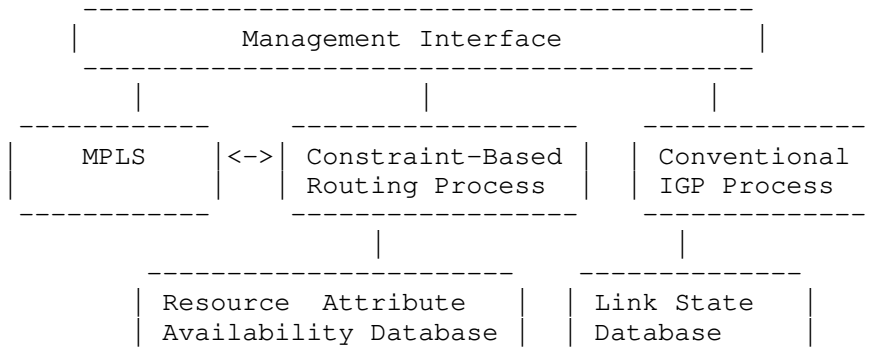 Management Interface
MPLS <-> Constraint-Based Conventional
Routing Process IGP Process
Resource Attribute Link State
Availability Database Database